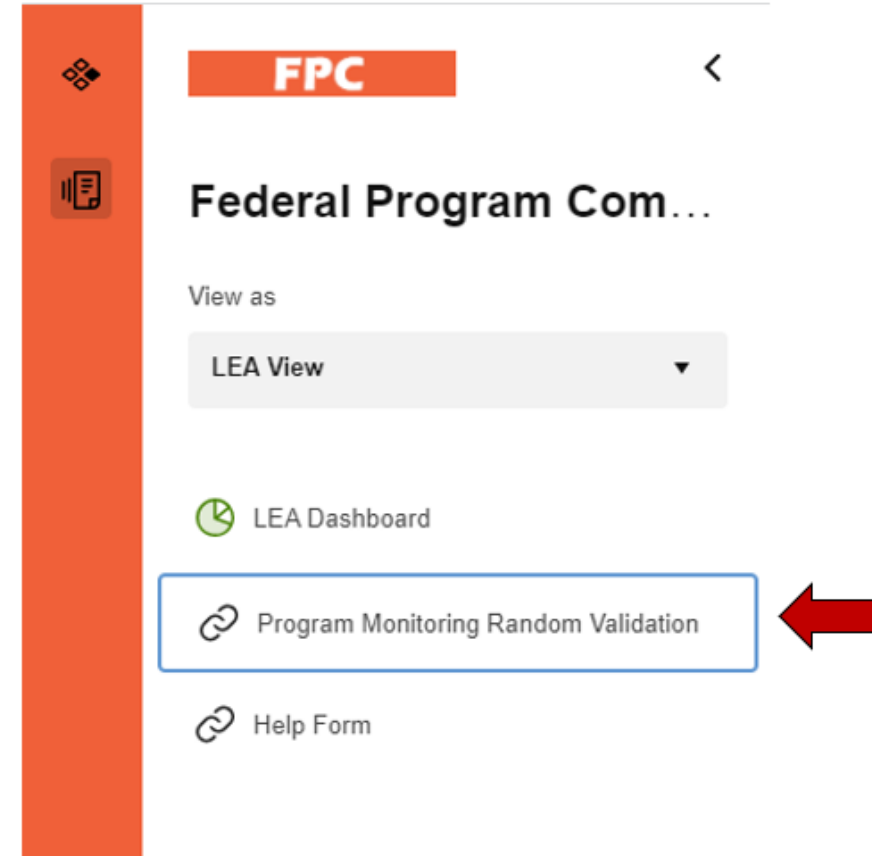 FPC
Federal Program Com...
View as
LEA View
LEA Dashboard
Program Monitoring Random Validation
Help Form